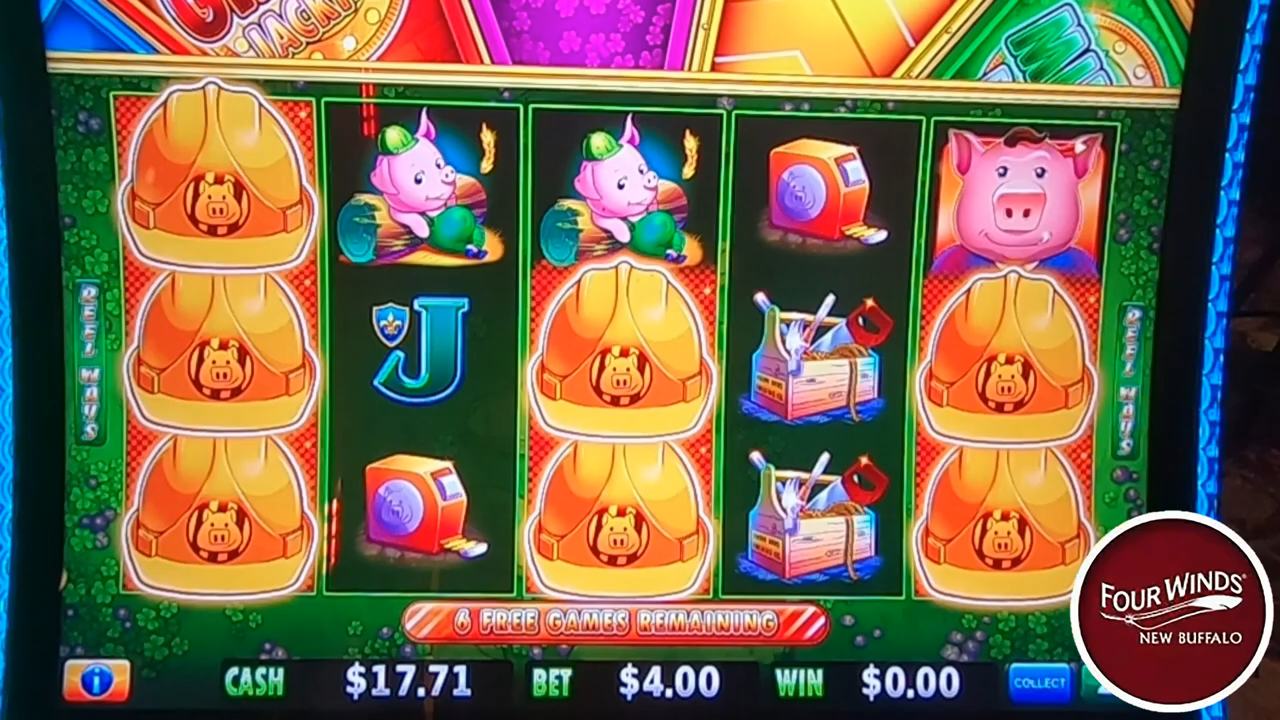 JACKP
REEL WAYS
REEL WAYS
J
6 FREE GAMES REMAINING
CASH $17.71 BET $4.00 WIN $0.00 COLLECT
FOUR WINDS®
NEW BUFFALO